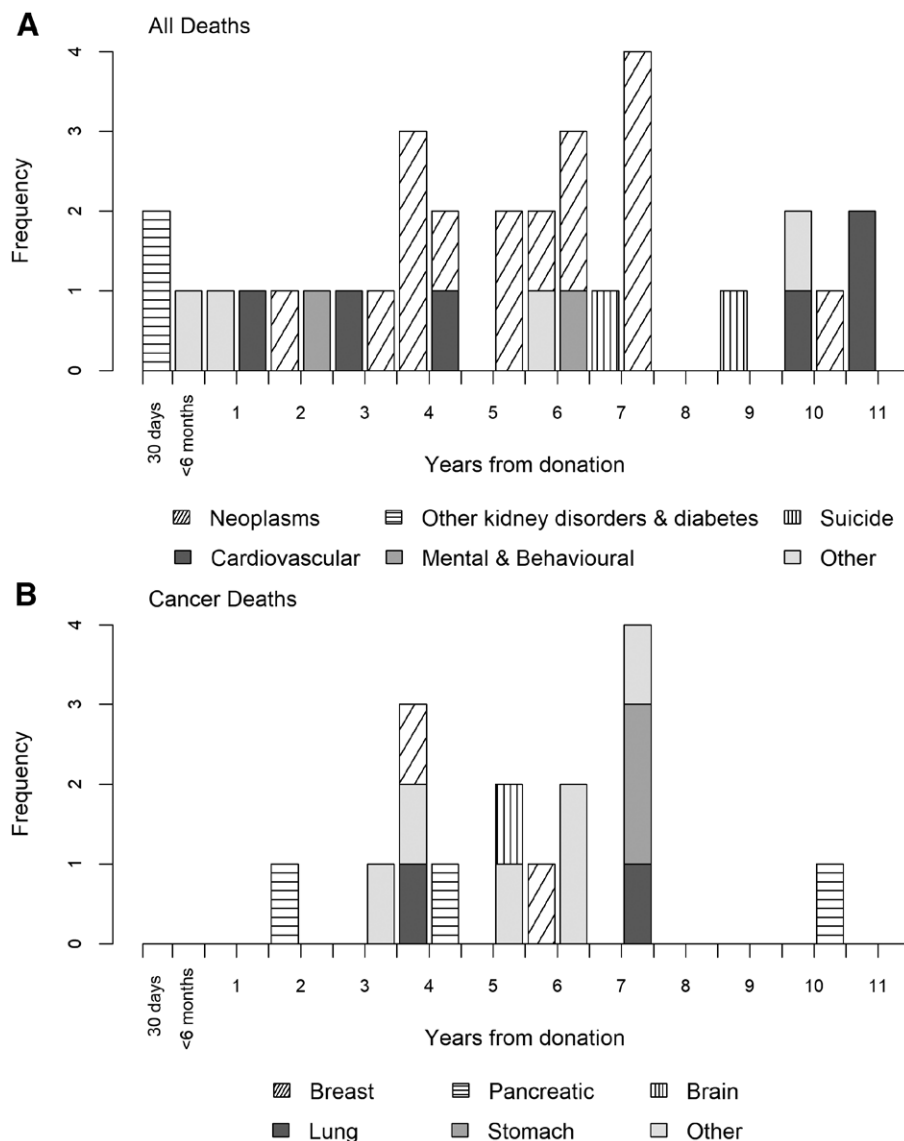 A
All Deaths
4
3
2
1
0
Frequency
30 days
<6 months
1
2
3
4
5
6
7
8
9
10
11
Years from donation
Neoplasms Other kidney disorders & diabetes Suicide
Cardiovascular Mental & Behavioural Other
B
Cancer Deaths
4
3
2
1
0
Frequency
30 days
<6 months
1
2
3
4
5
6
7
8
9
10
11
Years from donation
Breast Pancreatic Brain
Lung Stomach Other